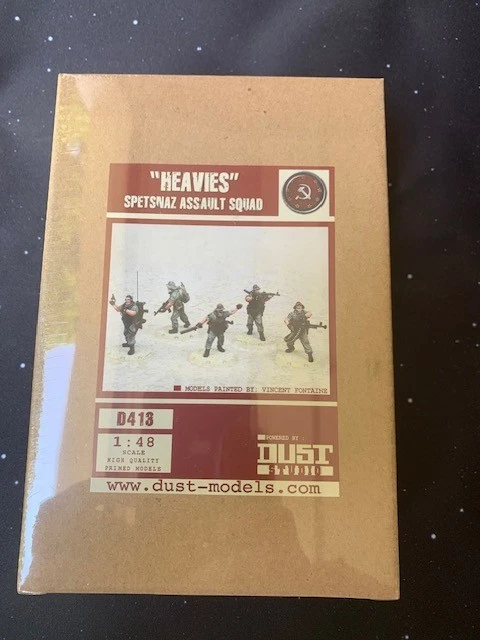 "HEAVIES"
SPETSNAZ ASSAULT SQUAD
MODELS PAINTED BY: VINCENT FONTAINE
D413
1:48
SCALE
HIGH QUALITY
PRIMED MODELS
POWERED BY
DUST
STUDIO
www.dust-models.com